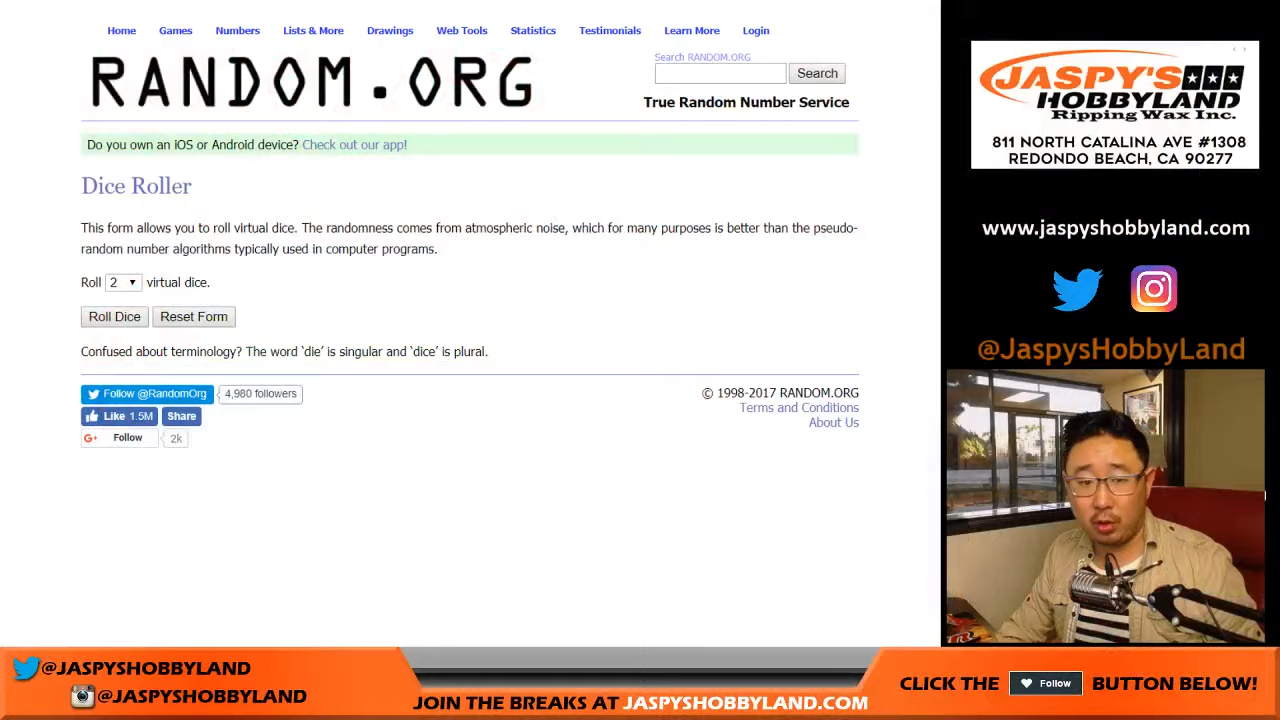 Home Games Numbers Lists & More Drawings Web Tools Statistics Testimonials Learn More Login
RANDOM.ORG
Search RANDOM.ORG
Search
True Random Number Service
Do you own an iOS or Android device? Check out our app!
Dice Roller
This form allows you to roll virtual dice. The randomness comes from atmospheric noise, which for many purposes is better than the pseudo-
random number algorithms typically used in computer programs.
Roll 2 virtual dice.
Roll Dice Reset Form
Confused about terminology? The word ‘die’ is singular and ‘dice’ is plural.
Follow @RandomOrg 4,980 followers
Like 1.5M Share
G+ Follow 2k
© 1998-2017 RANDOM.ORG
Terms and Conditions
About Us
JASPY'S
HOBBYLAND
Ripping Wax Inc.
811 NORTH CATALINA AVE #1308
REDONDO BEACH, CA 90277
www.jaspyshobbyland.com
@JaspysHobbyLand
@JASPYSHOBBYLAND
@JASPYSHOBBYLAND
JOIN THE BREAKS AT JASPYSHOBBYLAND.COM
CLICK THE Follow BUTTON BELOW!